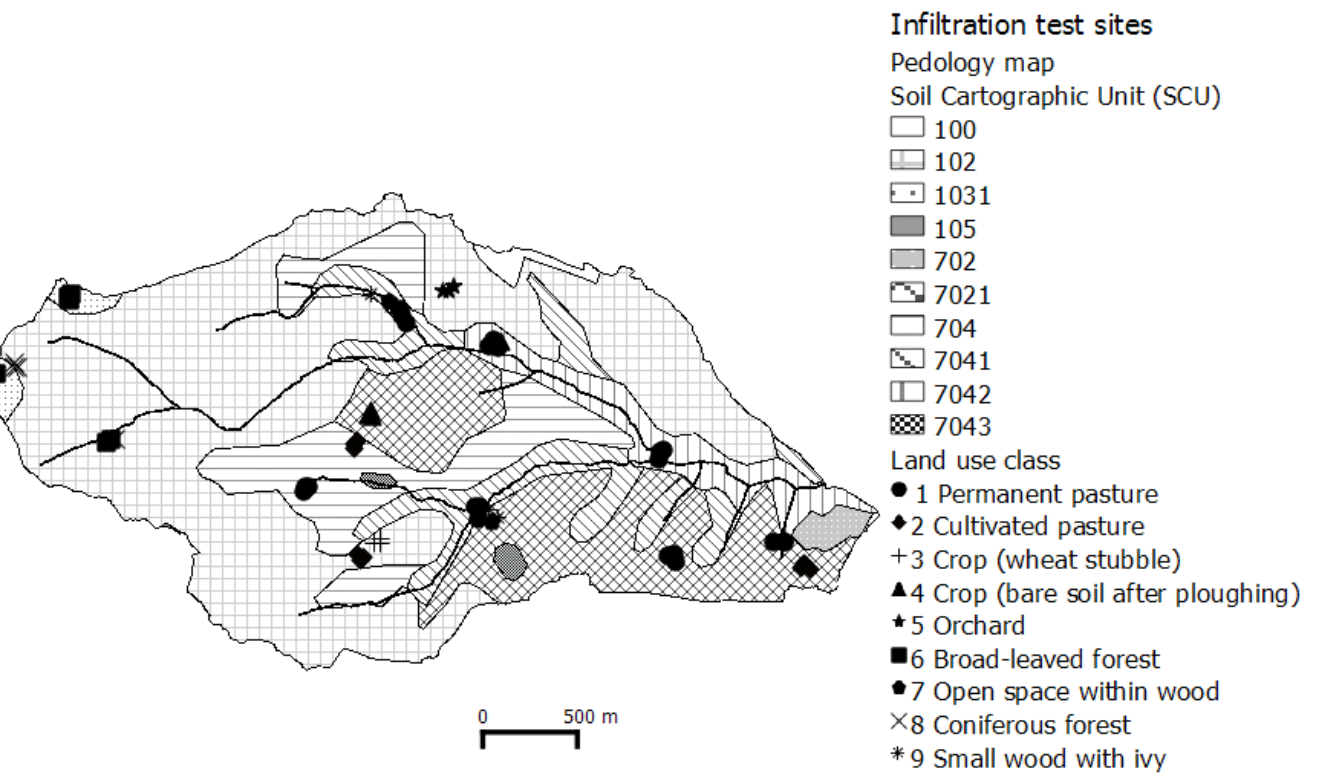 Infiltration test sites
Pedology map
Soil Cartographic Unit (SCU)
100
102
1031
105
702
7021
704
7041
7042
7043
Land use class
1 Permanent pasture
2 Cultivated pasture
3 Crop (wheat stubble)
4 Crop (bare soil after ploughing)
5 Orchard
6 Broad-leaved forest
7 Open space within wood
8 Coniferous forest
9 Small wood with ivy
0 500 m